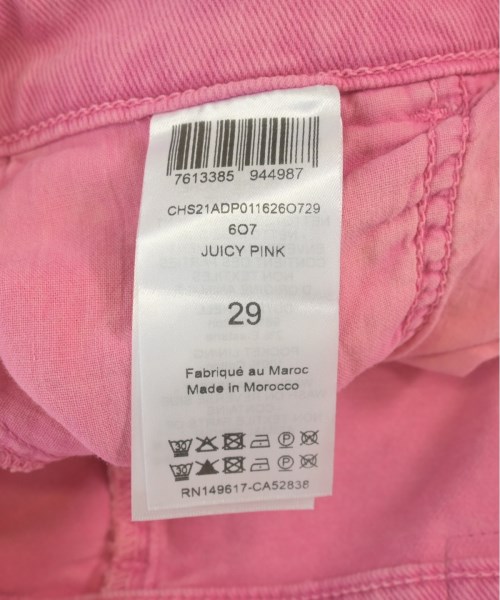 7613385 944987
CHS21ADP011626O729
6O7
JUICY PINK
29
Fabriqué au Maroc
Made in Morocco
RN149617-CA52838